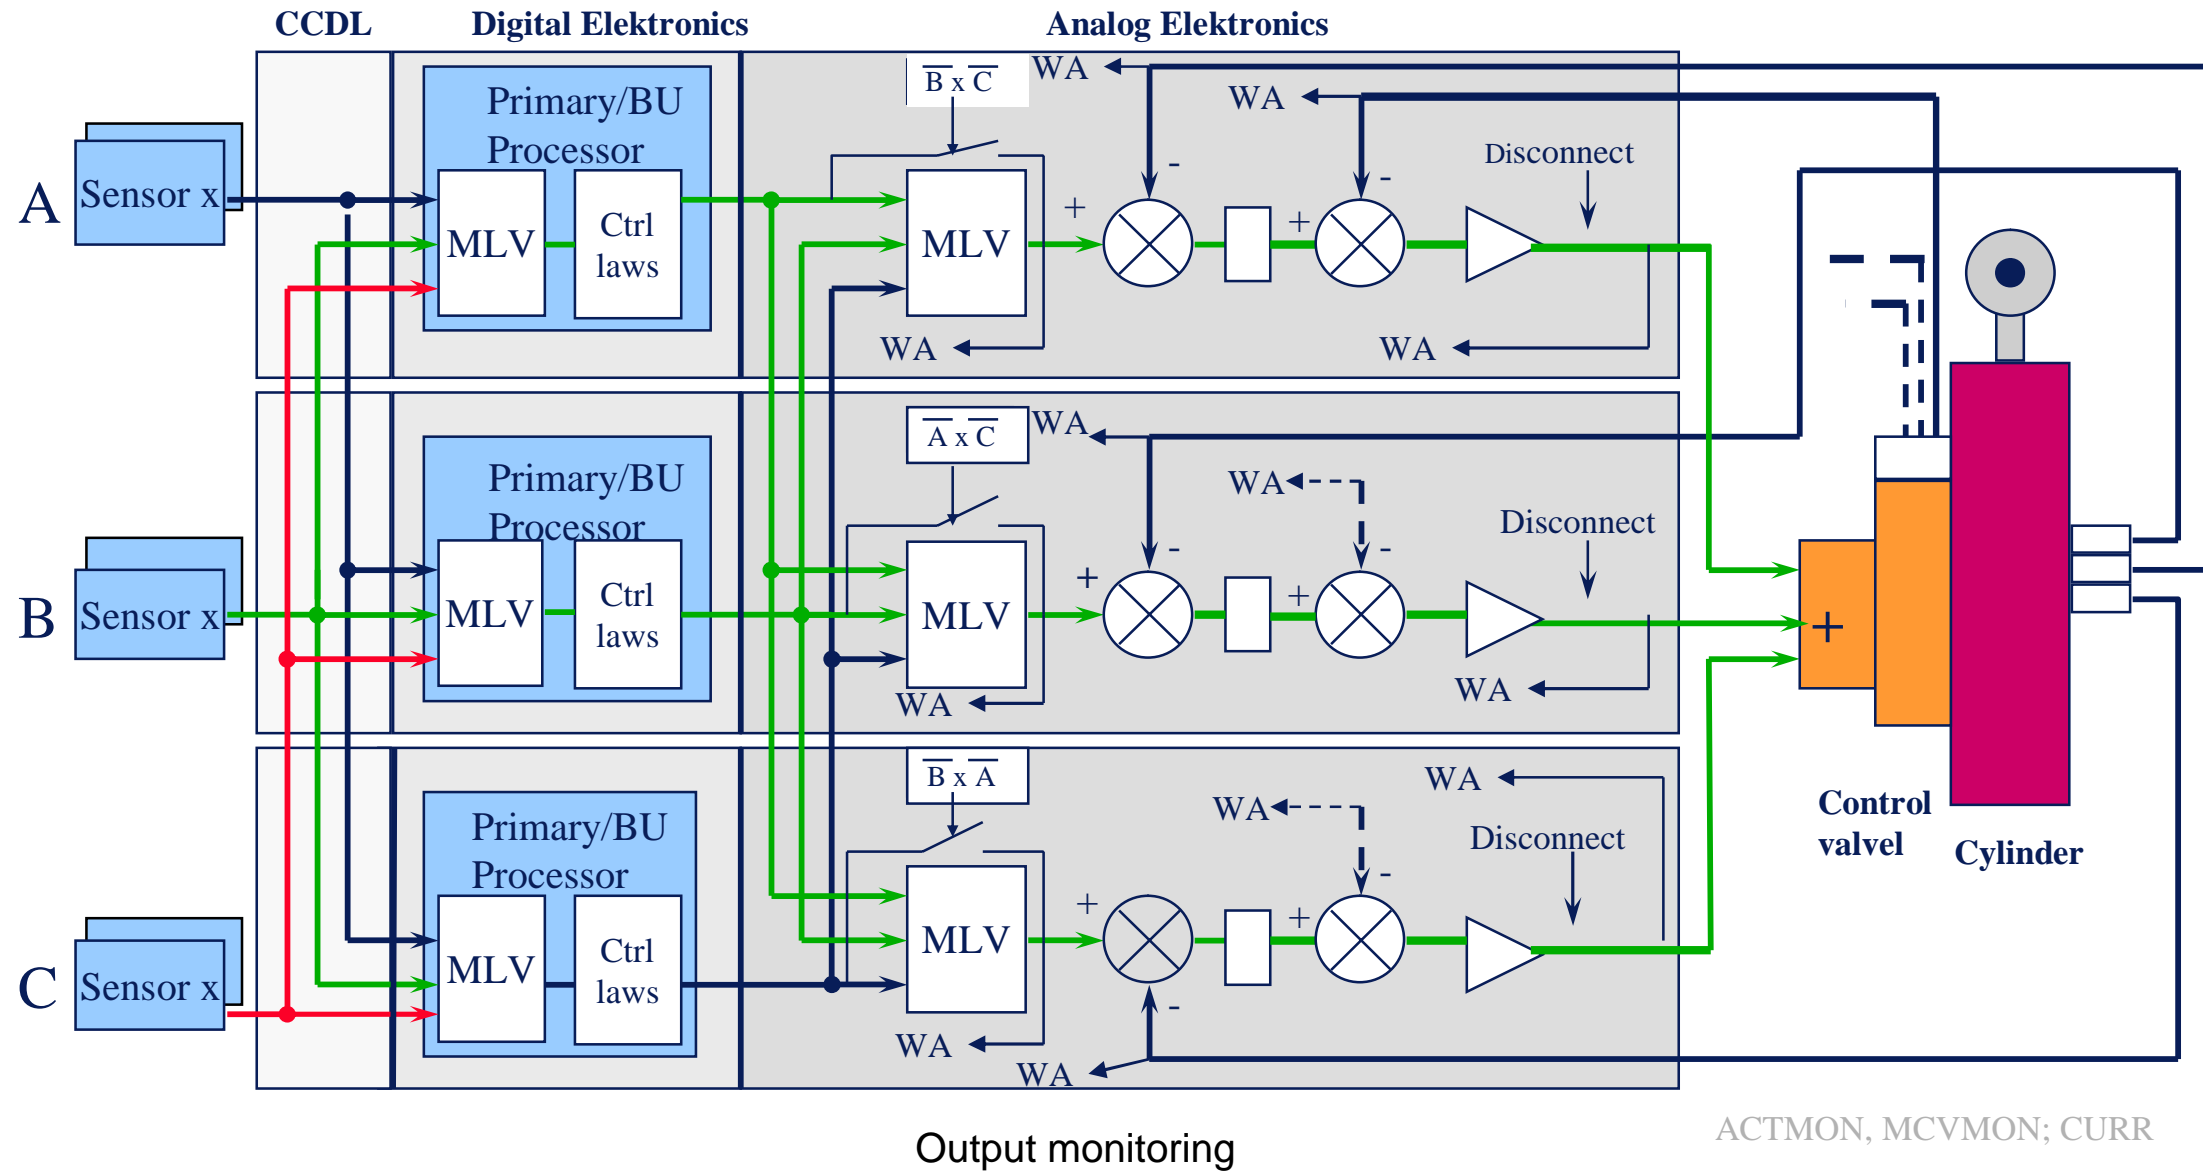 CCDL
Digital Elektronics
Analog Elektronics
A
Sensor x
Primary/BU
Processor
MLV
Ctrl
laws
B x C
WA
WA
-
-
+
+
MLV
Disconnect
WA
WA
B
Sensor x
Primary/BU
Processor
MLV
Ctrl
laws
A x C
WA
WA
-
-
+
+
MLV
Disconnect
WA
WA
+
C
Sensor x
Primary/BU
Processor
MLV
Ctrl
laws
B x A
WA
WA
Disconnect
-
+
+
MLV
-
WA
WA
Control
valvel
Cylinder
ACTMON, MCVMON; CURR
Output monitoring